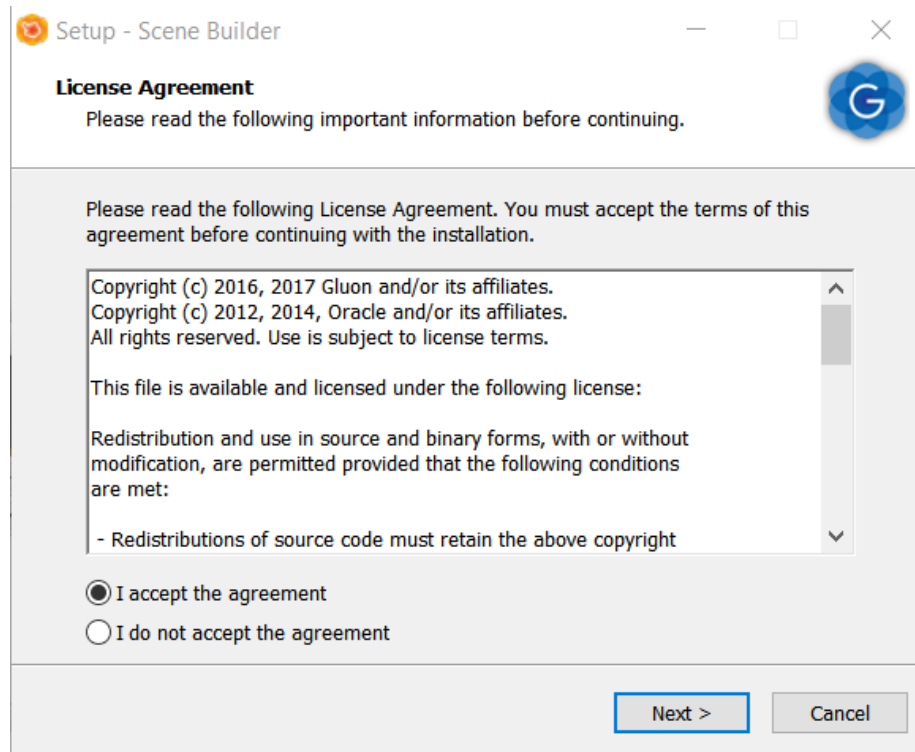 Setup - Scene Builder
License Agreement
Please read the following important information before continuing.
G
Please read the following License Agreement. You must accept the terms of this
agreement before continuing with the installation.
Copyright (c) 2016, 2017 Gluon and/or its affiliates.
Copyright (c) 2012, 2014, Oracle and/or its affiliates.
All rights reserved. Use is subject to license terms.
This file is available and licensed under the following license:
Redistribution and use in source and binary forms, with or without
modification, are permitted provided that the following conditions
are met:
- Redistributions of source code must retain the above copyright
I accept the agreement
I do not accept the agreement
Next >
Cancel